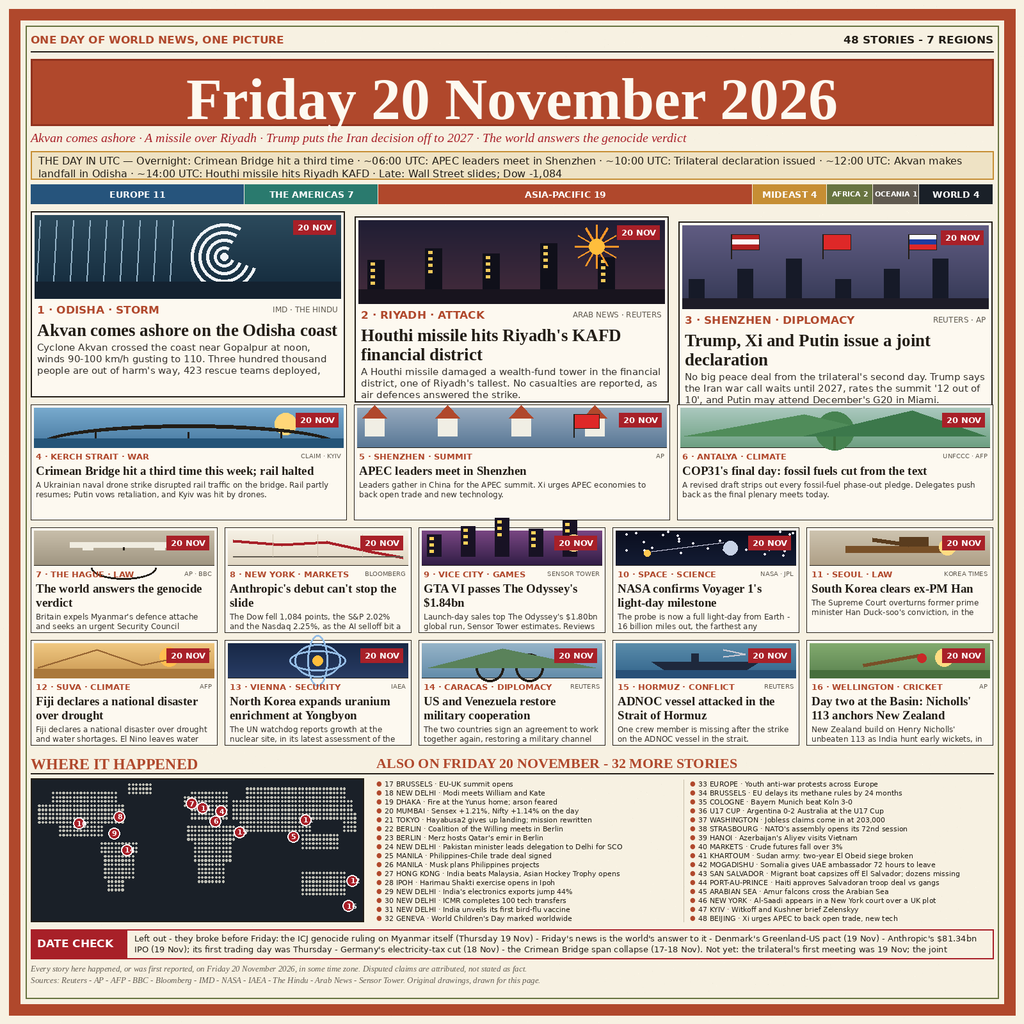 ONE DAY OF WORLD NEWS, ONE PICTURE
48 STORIES - 7 REGIONS
Friday 20 November 2026
Akvan comes ashore · A missile over Riyadh · Trump puts the Iran decision off to 2027 · The world answers the genocide verdict
THE DAY IN UTC — Overnight: Crimean Bridge hit a third time · ~06:00 UTC: APEC leaders meet in Shenzhen · ~10:00 UTC: Trilateral declaration issued · ~12:00 UTC: Akvan makes
landfall in Odisha · ~14:00 UTC: Houthi missile hits Riyadh KAFD · Late: Wall Street slides; Dow -1,084
EUROPE 11
THE AMERICAS 7
ASIA-PACIFIC 19
MIDEAST 4
AFRICA 2
OCEANIA 1
WORLD 4
20 NOV
1 · ODISHA · STORM
IMD · THE HINDU
Akvan comes ashore on the Odisha coast
Cyclone Akvan crossed the coast near Gopalpur at noon,
winds 90-100 km/h gusting to 110. Three hundred thousand
people are out of harm's way, 423 rescue teams deployed,
20 NOV
2 · RIYADH · ATTACK
ARAB NEWS · REUTERS
Houthi missile hits Riyadh's KAFD
financial district
A Houthi missile damaged a wealth-fund tower in the financial
district, one of Riyadh's tallest. No casualties are reported, as
air defences answered the strike.
20 NOV
3 · SHENZHEN · DIPLOMACY
REUTERS · AP
Trump, Xi and Putin issue a joint
declaration
No big peace deal from the trilateral's second day. Trump says
the Iran war call waits until 2027, rates the summit '12 out of
10', and Putin may attend December's G20 in Miami.
20 NOV
4 · KERCH STRAIT · WAR
CLAIM · KYIV
Crimean Bridge hit a third time this week; rail halted
A Ukrainian naval drone strike disrupted rail traffic on the bridge. Rail partly
resumes; Putin vows retaliation, and Kyiv was hit by drones.
20 NOV
5 · SHENZHEN · SUMMIT
AP
APEC leaders meet in Shenzhen
Leaders gather in China for the APEC summit. Xi urges APEC economies to
back open trade and new technology.
20 NOV
6 · ANTALYA · CLIMATE
UNFCCC · AFP
COP31's final day: fossil fuels cut from the text
A revised draft strips out every fossil-fuel phase-out pledge. Delegates push
back as the final plenary meets today.
20 NOV
7 · THE HAGUE · LAW
AP · BBC
The world answers the genocide
verdict
Britain expels Myanmar's defence attache
and seeks an urgent Security Council
20 NOV
8 · NEW YORK · MARKETS
BLOOMBERG
Anthropic's debut can't stop the
slide
The Dow fell 1,084 points, the S&P 2.02%
and the Nasdaq 2.25%, as the AI selloff bit a
20 NOV
9 · VICE CITY · GAMES
SENSOR TOWER
GTA VI passes The Odyssey's
$1.84bn
Launch-day sales top The Odyssey's $1.80bn
global run, Sensor Tower estimates. Reviews
20 NOV
10 · SPACE · SCIENCE
NASA · JPL
NASA confirms Voyager 1's
light-day milestone
The probe is now a full light-day from Earth -
16 billion miles out, the farthest any
20 NOV
11 · SEOUL · LAW
KOREA TIMES
South Korea clears ex-PM Han
The Supreme Court overturns former prime
minister Han Duck-soo's conviction, in the
20 NOV
12 · SUVA · CLIMATE
AFP
Fiji declares a national disaster
over drought
Fiji declares a national disaster over drought
and water shortages. El Nino leaves water
20 NOV
13 · VIENNA · SECURITY
IAEA
North Korea expands uranium
enrichment at Yongbyon
The UN watchdog reports growth at the
nuclear site, in its latest assessment of the
20 NOV
14 · CARACAS · DIPLOMACY
REUTERS
US and Venezuela restore
military cooperation
The two countries sign an agreement to work
together again, restoring a military channel
20 NOV
15 · HORMUZ · CONFLICT
REUTERS
ADNOC vessel attacked in the
Strait of Hormuz
One crew member is missing after the strike
on the ADNOC vessel in the strait.
20 NOV
16 · WELLINGTON · CRICKET
AP
Day two at the Basin: Nicholls'
113 anchors New Zealand
New Zealand build on Henry Nicholls'
unbeaten 113 as India hunt early wickets, in
WHERE IT HAPPENED
ALSO ON FRIDAY 20 NOVEMBER - 32 MORE STORIES
17 BRUSSELS · EU-UK summit opens
18 NEW DELHI · Modi meets William and Kate
19 DHAKA · Fire at the Yunus home; arson feared
20 MUMBAI · Sensex +1.21%, Nifty +1.14% on the day
21 TOKYO · Hayabusa2 gives up landing; mission rewritten
22 BERLIN · Coalition of the Willing meets in Berlin
23 BERLIN · Merz hosts Qatar's emir in Berlin
24 NEW DELHI · Pakistan minister leads delegation to Delhi for SCO
25 MANILA · Philippines-Chile trade deal signed
26 MANILA · Musk plans Philippines projects
27 HONG KONG · India beats Malaysia, Asian Hockey Trophy opens
28 IPOH · Harimau Shakti exercise opens in Ipoh
29 NEW DELHI · India's electronics exports jump 44%
30 NEW DELHI · ICMR completes 100 tech transfers
31 NEW DELHI · India unveils its first bird-flu vaccine
32 GENEVA · World Children's Day marked worldwide
33 EUROPE · Youth anti-war protests across Europe
34 BRUSSELS · EU delays its methane rules by 24 months
35 COLOGNE · Bayern Munich beat Koln 3-0
36 U17 CUP · Argentina 0-2 Australia at the U17 Cup
37 WASHINGTON · Jobless claims come in at 203,000
38 STRASBOURG · NATO's assembly opens its 72nd session
39 HANOI · Azerbaijan's Aliyev visits Vietnam
40 MARKETS · Crude futures fall over 3%
41 KHARTOUM · Sudan army: two-year El Obeid siege broken
42 MOGADISHU · Somalia gives UAE ambassador 72 hours to leave
43 SAN SALVADOR · Migrant boat capsizes off El Salvador; dozens missing
44 PORT-AU-PRINCE · Haiti approves Salvadoran troop deal vs gangs
45 ARABIAN SEA · Amur falcons cross the Arabian Sea
46 NEW YORK · Al-Saadi appears in a New York court over a UK plot
47 KYIV · Witkoff and Kushner brief Zelenskyy
48 BEIJING · Xi urges APEC to back open trade, new tech
DATE CHECK
Left out - they broke before Friday: the ICJ genocide ruling on Myanmar itself (Thursday 19 Nov) - Friday's news is the world's answer to it - Denmark's Greenland-US pact (19 Nov) - Anthropic's $81.34bn
IPO (19 Nov); its first trading day was Thursday - Germany's electricity-tax cut (18 Nov) - the Crimean Bridge span collapse (17-18 Nov). Not yet: the trilateral's first meeting was 19 Nov; the joint
Every story here happened, or was first reported, on Friday 20 November 2026, in some time zone. Disputed claims are attributed, not stated as fact.
Sources: Reuters - AP - AFP - BBC - Bloomberg - IMD - NASA - IAEA - The Hindu - Arab News - Sensor Tower. Original drawings, drawn for this page.